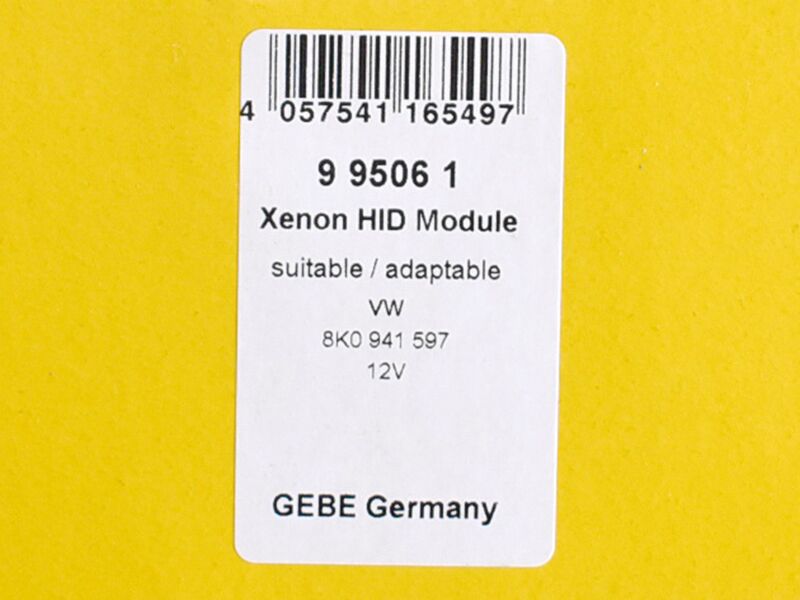 4 057541 165497
9 9506 1
Xenon HID Module
suitable / adaptable
VW
8K0 941 597
12V
GEBE Germany